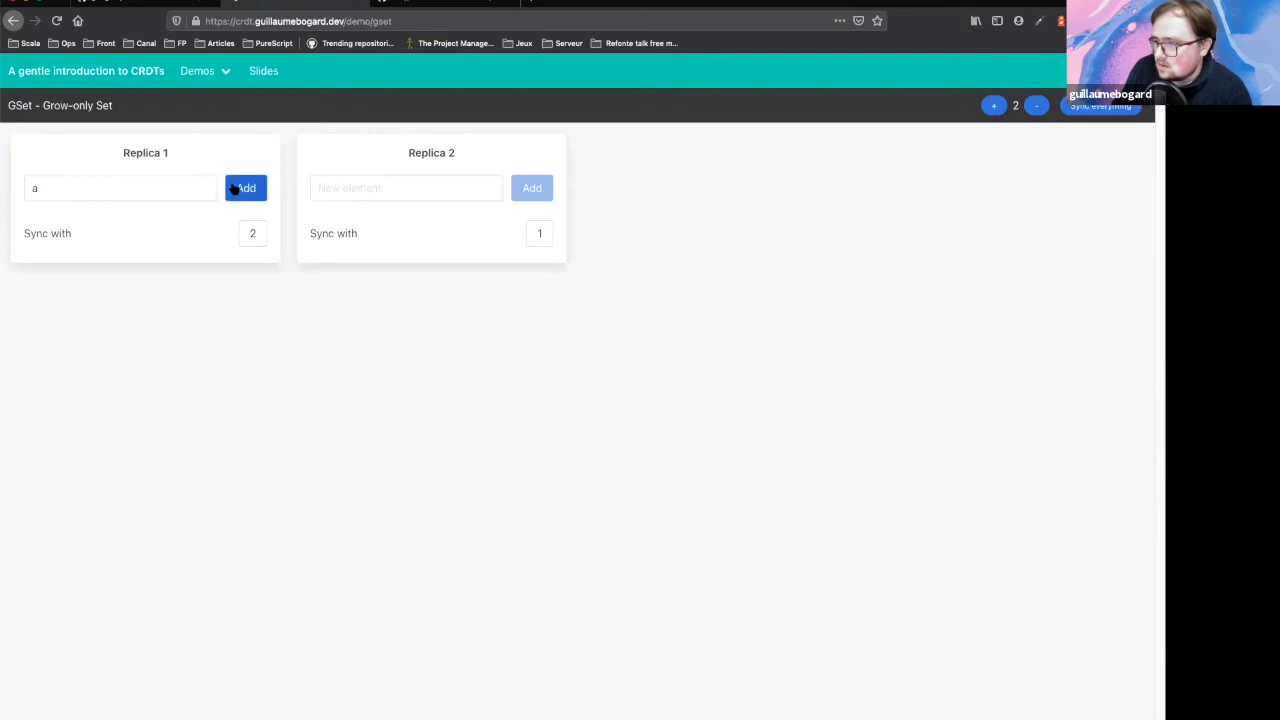 https://crdt.guillaumebogard.dev/demo/gset
Scala Ops Front Canal FP Articles PureScript Trending repositori... The Project Manage... Jeux Serveur Refonte talk free m...
guillaumebogard
A gentle introduction to CRDTs Demos Slides
GSet - Grow-only Set + 2 - Sync everything
Replica 1 Replica 2
a Add New element Add
Sync with 2 Sync with 1